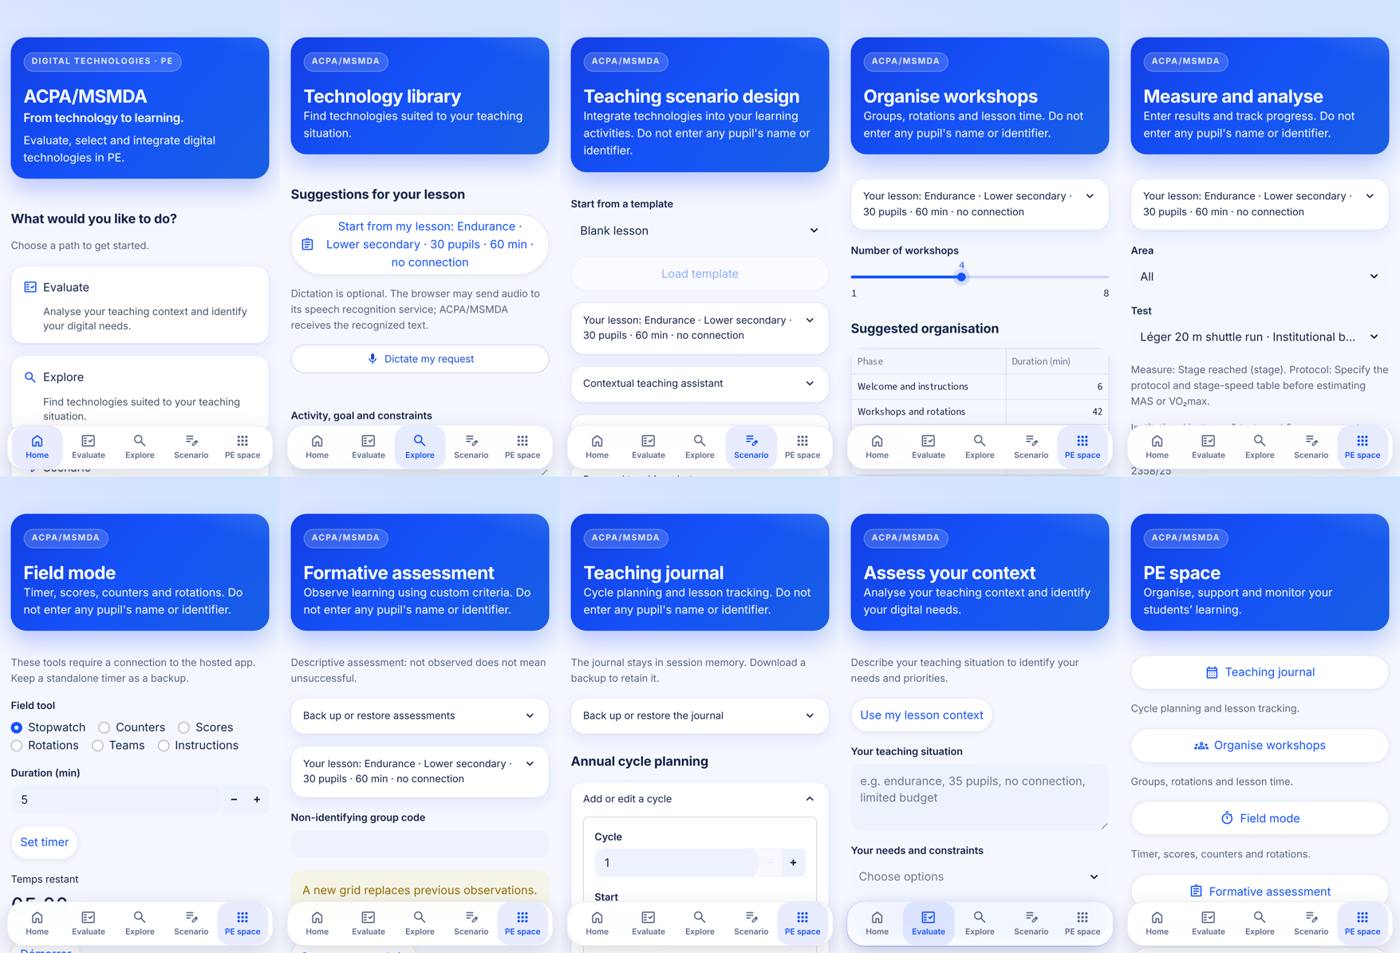 DIGITAL TECHNOLOGIES · PE
ACPA/MSMDA
From technology to learning.
Evaluate, select and integrate digital
technologies in PE.
What would you like to do?
Choose a path to get started.
Evaluate
Analyse your teaching context and identify
your digital needs.
Explore
Find technologies suited to your teaching
situation.
Scenario
Home
Evaluate
Explore
Scenario
PE space
ACPA/MSMDA
Technology library
Find technologies suited to your teaching
situation.
Suggestions for your lesson
Start from my lesson: Endurance ·
Lower secondary · 30 pupils · 60 min ·
no connection
Dictation is optional. The browser may send audio to
its speech recognition service; ACPA/MSMDA
receives the recognized text.
Dictate my request
Activity, goal and constraints
Home
Evaluate
Explore
Scenario
PE space
ACPA/MSMDA
Teaching scenario design
Integrate technologies into your learning
activities. Do not enter any pupil's name or
identifier.
Start from a template
Blank lesson
Load template
Your lesson: Endurance · Lower secondary ·
30 pupils · 60 min · no connection
Contextual teaching assistant
Home
Evaluate
Explore
Scenario
PE space
ACPA/MSMDA
Organise workshops
Groups, rotations and lesson time. Do not
enter any pupil's name or identifier.
Your lesson: Endurance · Lower secondary ·
30 pupils · 60 min · no connection
Number of workshops
4
1
8
Suggested organisation
Phase
Duration (min)
Welcome and instructions
6
Workshops and rotations
42
Home
Evaluate
Explore
Scenario
PE space
ACPA/MSMDA
Measure and analyse
Enter results and track progress. Do not
enter any pupil's name or identifier.
Your lesson: Endurance · Lower secondary ·
30 pupils · 60 min · no connection
Area
All
Test
Léger 20 m shuttle run · Institutional b...
Measure: Stage reached (stage). Protocol: Specify the
protocol and stage-speed table before estimating
MAS or VO₂max.
2358/25
Home
Evaluate
Explore
Scenario
PE space
ACPA/MSMDA
Field mode
Timer, scores, counters and rotations. Do
not enter any pupil's name or identifier.
These tools require a connection to the hosted app.
Keep a standalone timer as a backup.
Field tool
Stopwatch
Counters
Scores
Rotations
Teams
Instructions
Duration (min)
5
− +
Set timer
Temps restant
05:00
Démarrer
Home
Evaluate
Explore
Scenario
PE space
ACPA/MSMDA
Formative assessment
Observe learning using custom criteria. Do
not enter any pupil's name or identifier.
Descriptive assessment: not observed does not mean
unsuccessful.
Back up or restore assessments
Your lesson: Endurance · Lower secondary ·
30 pupils · 60 min · no connection
Non-identifying group code
A new grid replaces previous observations.
Home
Evaluate
Explore
Scenario
PE space
ACPA/MSMDA
Teaching journal
Cycle planning and lesson tracking. Do not
enter any pupil's name or identifier.
The journal stays in session memory. Download a
backup to retain it.
Back up or restore the journal
Annual cycle planning
Add or edit a cycle
Cycle
1
− +
Start
Home
Evaluate
Explore
Scenario
PE space
ACPA/MSMDA
Assess your context
Analyse your teaching context and identify
your digital needs.
Describe your teaching situation to identify your
needs and priorities.
Use my lesson context
Your teaching situation
e.g. endurance, 35 pupils, no connection,
limited budget
Your needs and constraints
Choose options
Home
Evaluate
Explore
Scenario
PE space
ACPA/MSMDA
PE space
Organise, support and monitor your
students' learning.
Teaching journal
Cycle planning and lesson tracking.
Organise workshops
Groups, rotations and lesson time.
Field mode
Timer, scores, counters and rotations.
Formative assessment
Home
Evaluate
Explore
Scenario
PE space